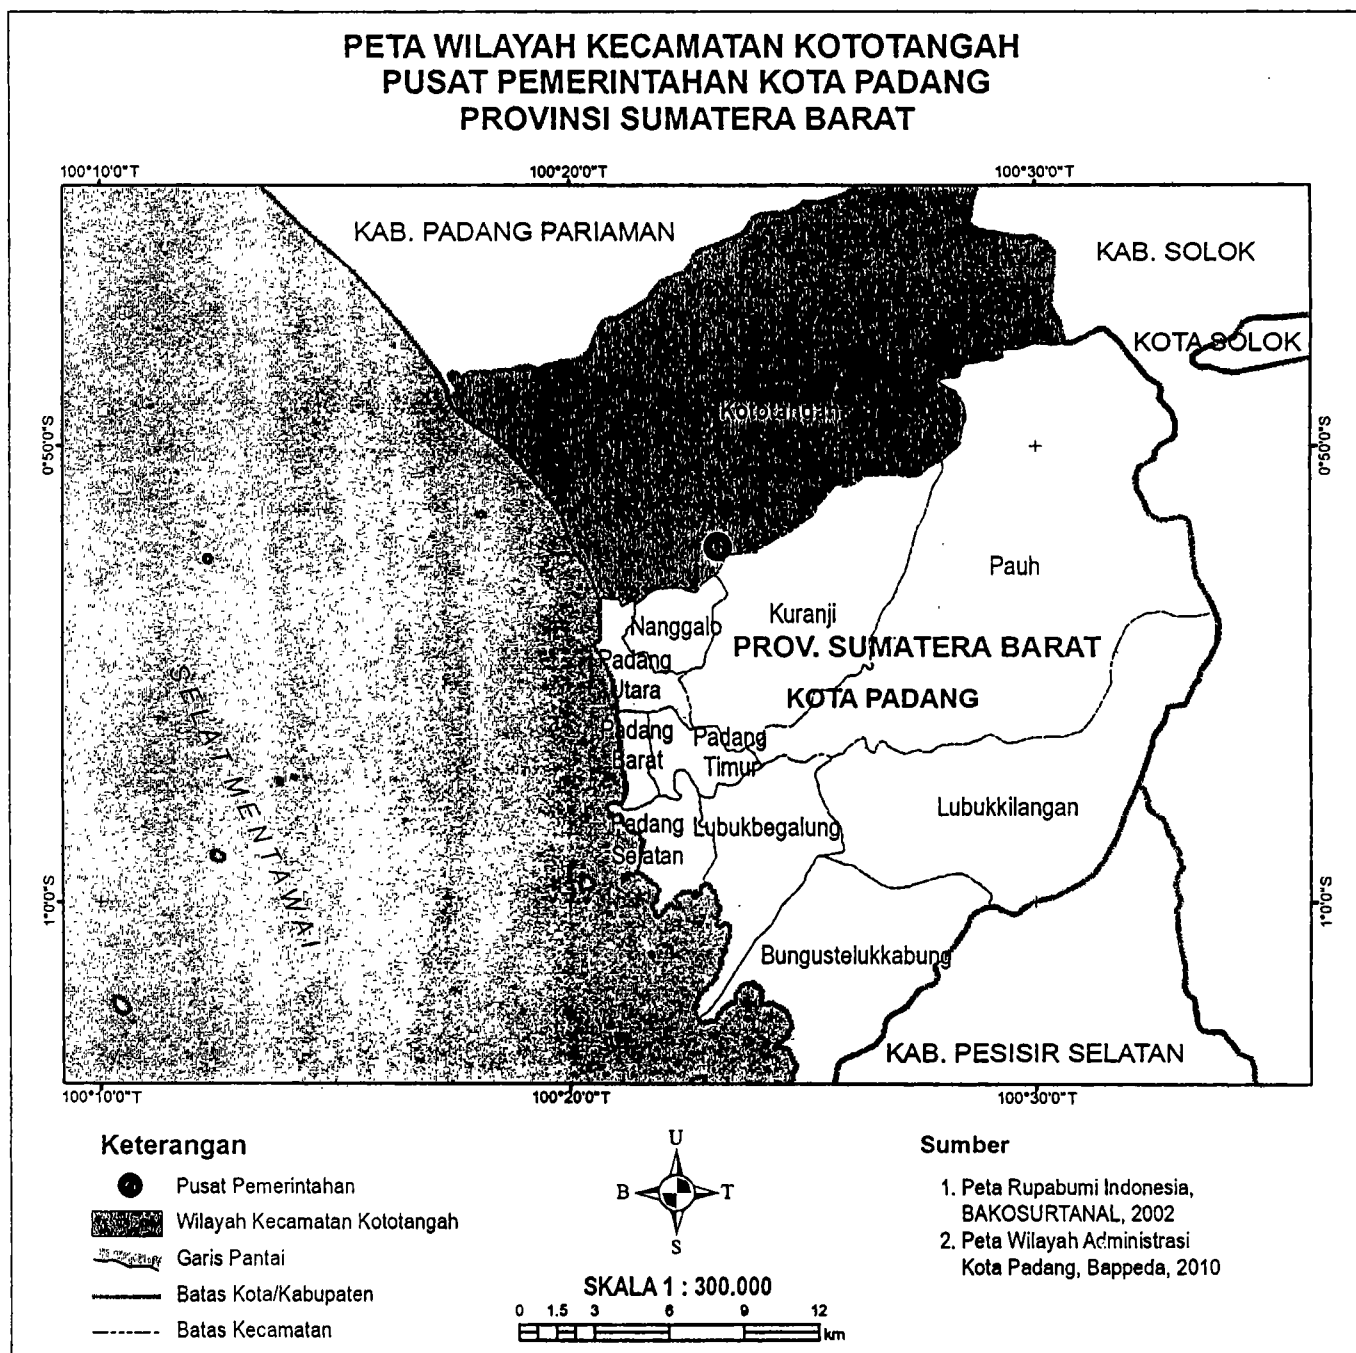 PETA WILAYAH KECAMATAN KOTOTANGAH
PUSAT PEMERINTAHAN KOTA PADANG
PROVINSI SUMATERA BARAT
100°10'0"T
100°20'0"T
100°30'0"T
KAB. PADANG PARIAMAN
KAB. SOLOK
KOTA SOLOK
Kototangah
0°50'0"S
0°50'0"S
Pauh
Kuranji
Nanggalo
PROV. SUMATERA BARAT
Padang
Utara
KOTA PADANG
SELAT MENTAWAI
Padang
Barat
Padang
Timur
Lubukkilangan
Padang
Selatan
Lubukbegalung
1°0'0"S
1°0'0"S
Bungustelukkabung
KAB. PESISIR SELATAN
100°10'0"T
100°20'0"T
100°30'0"T
Keterangan
Pusat Pemerintahan
Wilayah Kecamatan Kototangah
Garis Pantai
Batas Kota/Kabupaten
Batas Kecamatan
U
B
T
S
SKALA 1 : 300.000
0 1.5 3 6 9 12
km
Sumber
1. Peta Rupabumi Indonesia,
BAKOSURTANAL, 2002
2. Peta Wilayah Administrasi
Kota Padang, Bappeda, 2010